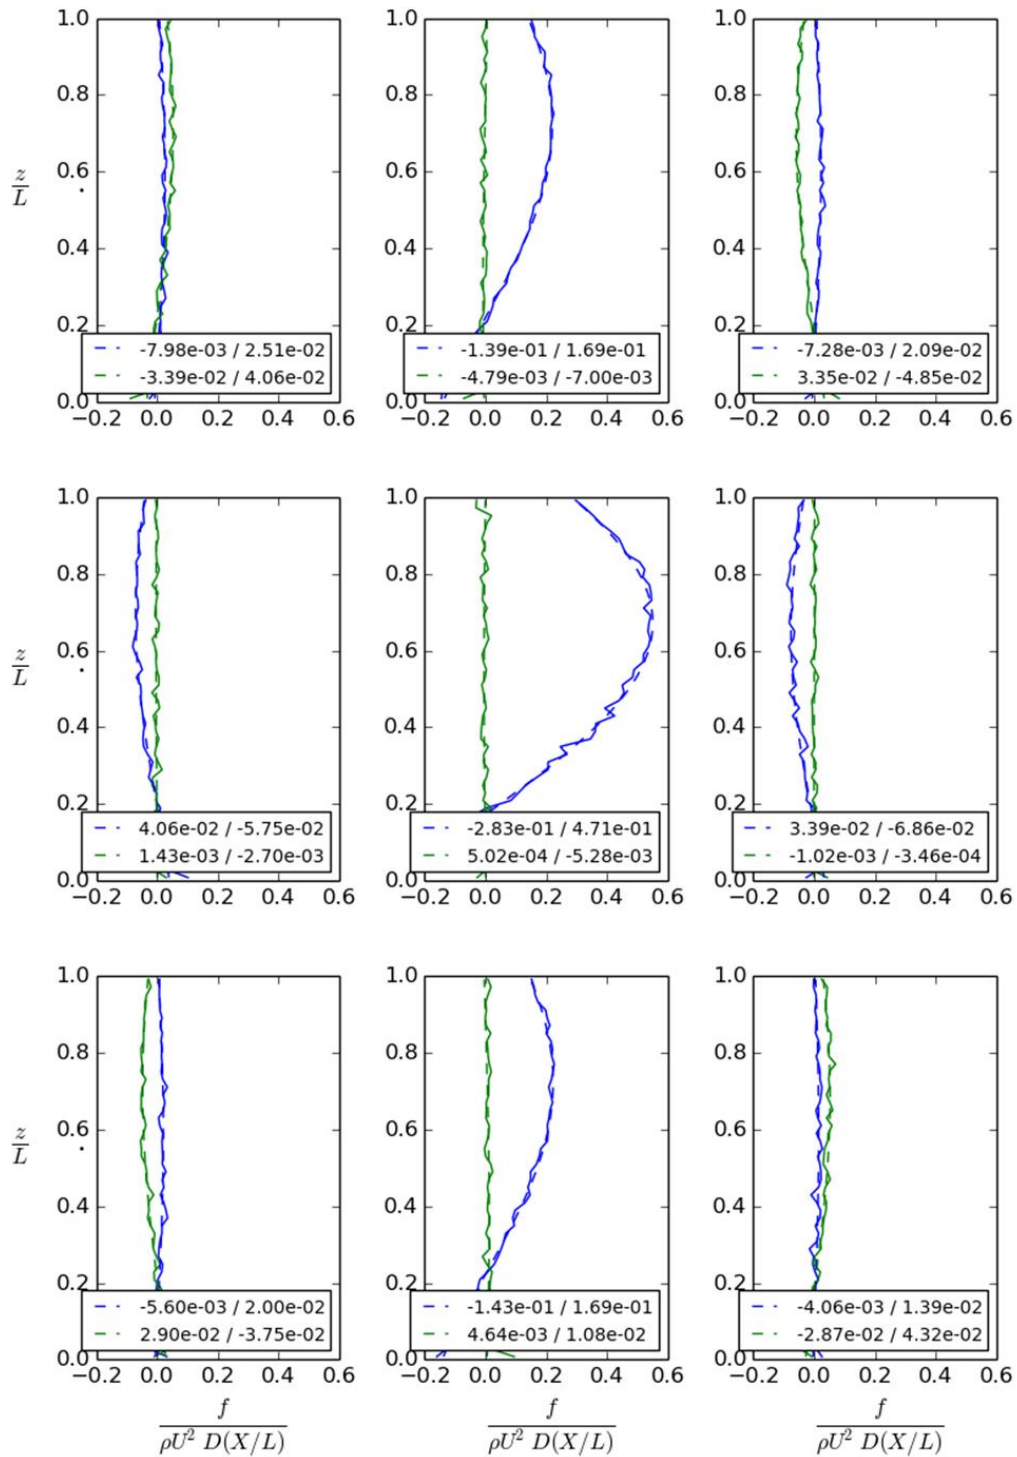 1.0 1.0 1.0
0.8 0.8 0.8
z/L 0.6 0.6 0.6
0.4 0.4 0.4
0.2 0.2 0.2
-7.98e-03 / 2.51e-02 -1.39e-01 / 1.69e-01 -7.28e-03 / 2.09e-02
-3.39e-02 / 4.06e-02 -4.79e-03 / -7.00e-03 3.35e-02 / -4.85e-02
0.0 0.0 0.0
−0.2 0.0 0.2 0.4 0.6 −0.2 0.0 0.2 0.4 0.6 −0.2 0.0 0.2 0.4 0.6
1.0 1.0 1.0
0.8 0.8 0.8
z/L 0.6 0.6 0.6
0.4 0.4 0.4
0.2 0.2 0.2
4.06e-02 / -5.75e-02 -2.83e-01 / 4.71e-01 3.39e-02 / -6.86e-02
1.43e-03 / -2.70e-03 5.02e-04 / -5.28e-03 -1.02e-03 / -3.46e-04
0.0 0.0 0.0
−0.2 0.0 0.2 0.4 0.6 −0.2 0.0 0.2 0.4 0.6 −0.2 0.0 0.2 0.4 0.6
1.0 1.0 1.0
0.8 0.8 0.8
z/L 0.6 0.6 0.6
0.4 0.4 0.4
0.2 0.2 0.2
-5.60e-03 / 2.00e-02 -1.43e-01 / 1.69e-01 -4.06e-03 / 1.39e-02
2.90e-02 / -3.75e-02 4.64e-03 / 1.08e-02 -2.87e-02 / 4.32e-02
0.0 0.0 0.0
−0.2 0.0 0.2 0.4 0.6 −0.2 0.0 0.2 0.4 0.6 −0.2 0.0 0.2 0.4 0.6
f f f
ρU² D(X/L) ρU² D(X/L) ρU² D(X/L)